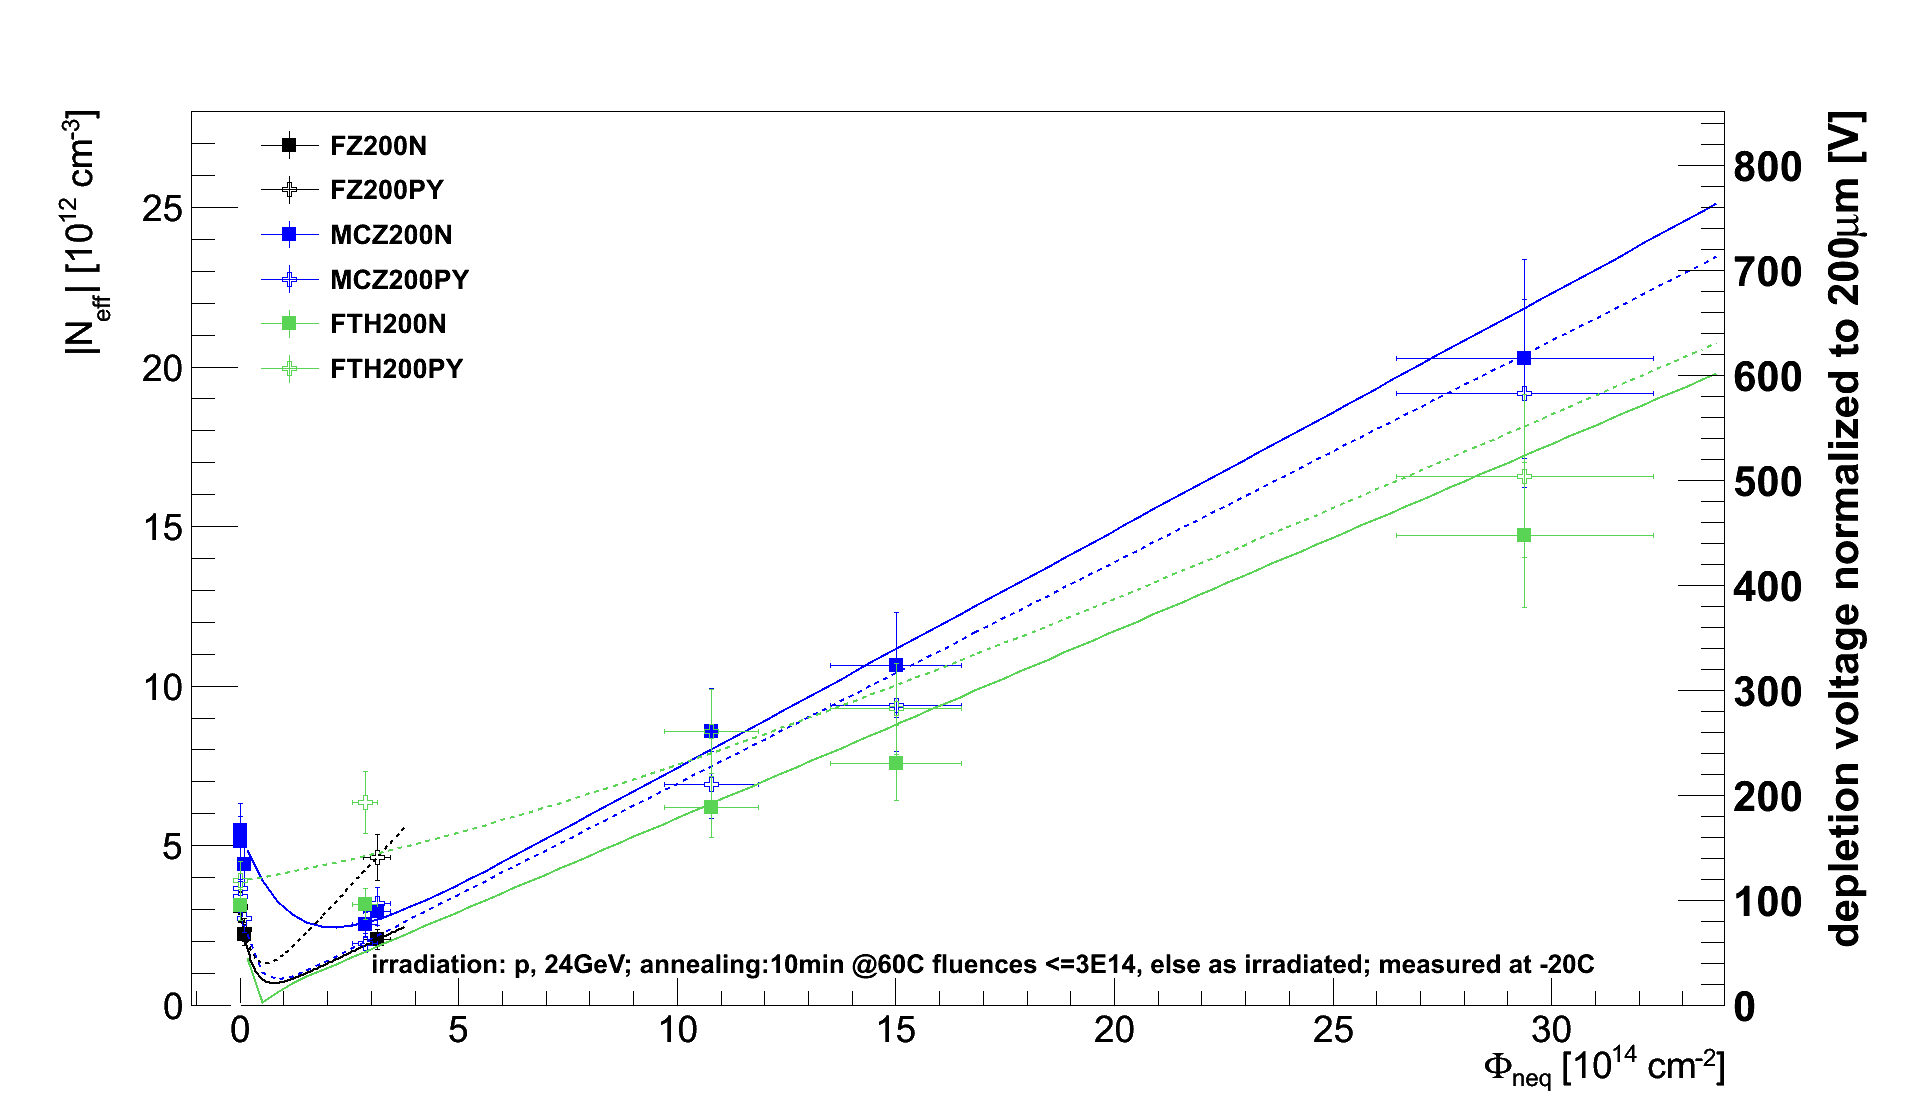 |Neff| [10^12 cm^-3]
25
20
15
10
5
0
FZ200N
FZ200PY
MCZ200N
MCZ200PY
FTH200N
FTH200PY
irradiation: p, 24GeV; annealing:10min @60C fluences <=3E14, else as irradiated; measured at -20C
0 5 10 15 20 25 30
Φneq [10^14 cm^-2]
800
700
600
500
400
300
200
100
0
depletion voltage normalized to 200μm [V]